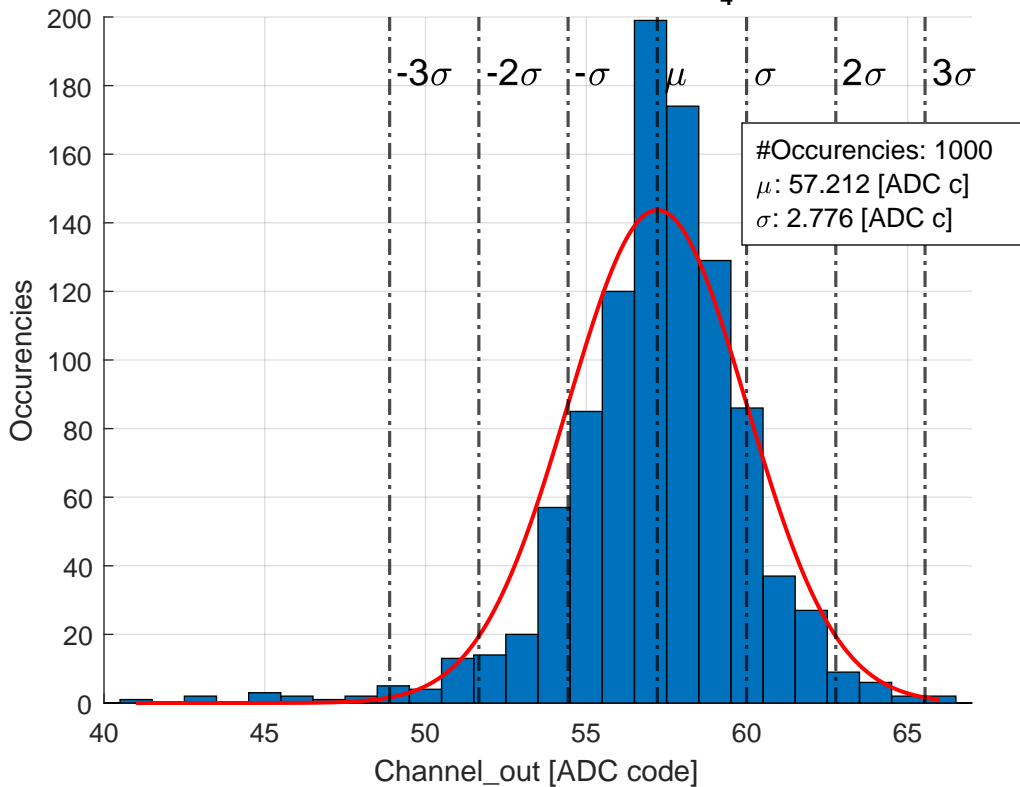 4
200
180
160
140
120
100
80
60
40
20
0
Occurencies
-3σ -2σ -σ μ σ 2σ 3σ
#Occurencies: 1000
μ: 57.212 [ADC c]
σ: 2.776 [ADC c]
40 45 50 55 60 65
Channel_out [ADC code]